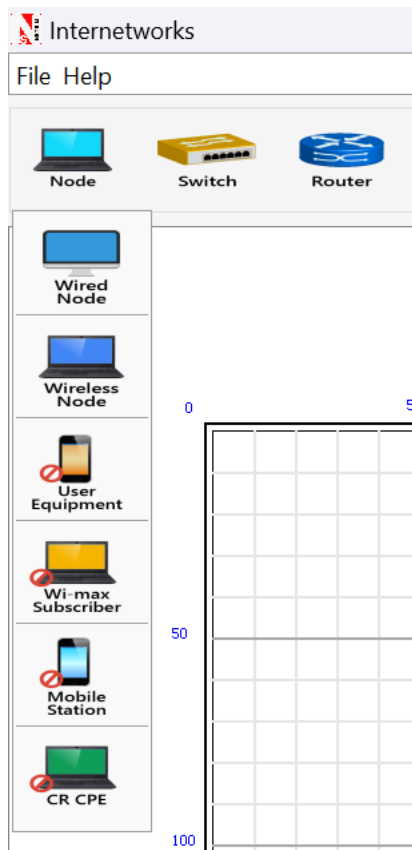 Internetworks
File Help
Node
Switch
Router
Wired
Node
Wireless
Node
0
5
User
Equipment
Wi-max
Subscriber
50
Mobile
Station
CR CPE
100